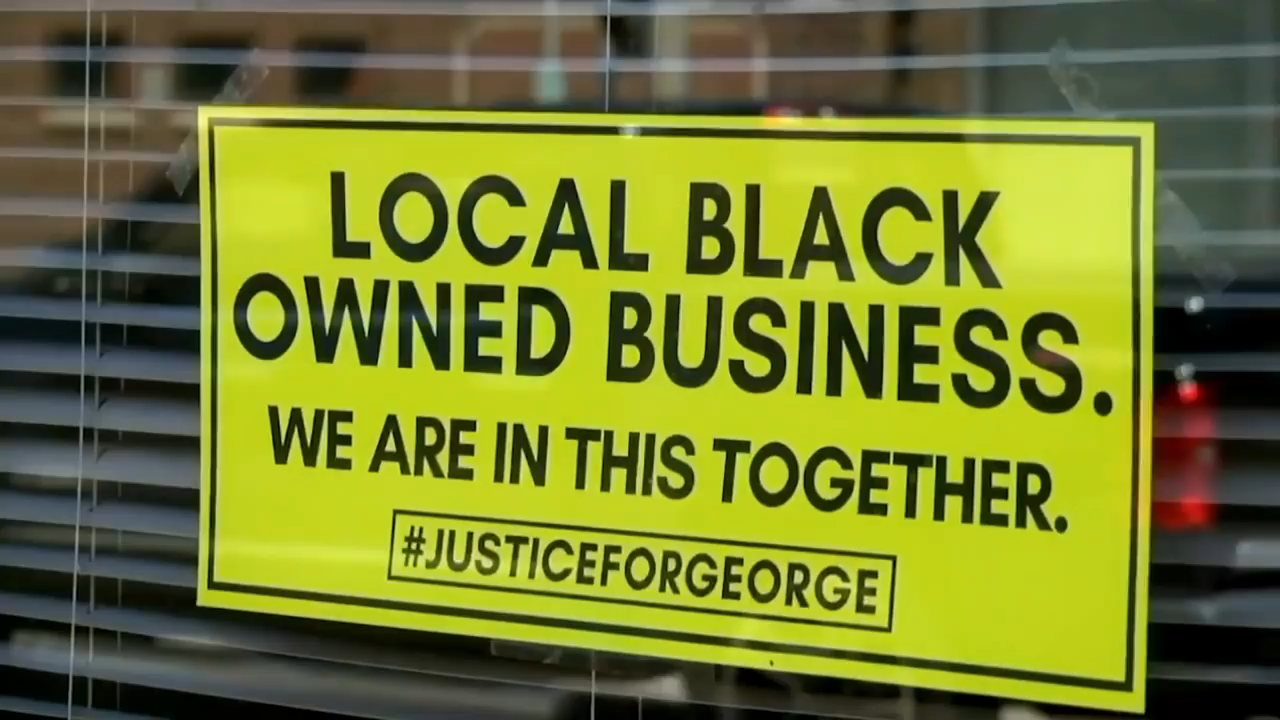 LOCAL BLACK
OWNED BUSINESS.
WE ARE IN THIS TOGETHER.
#JUSTICEFORGEORGE